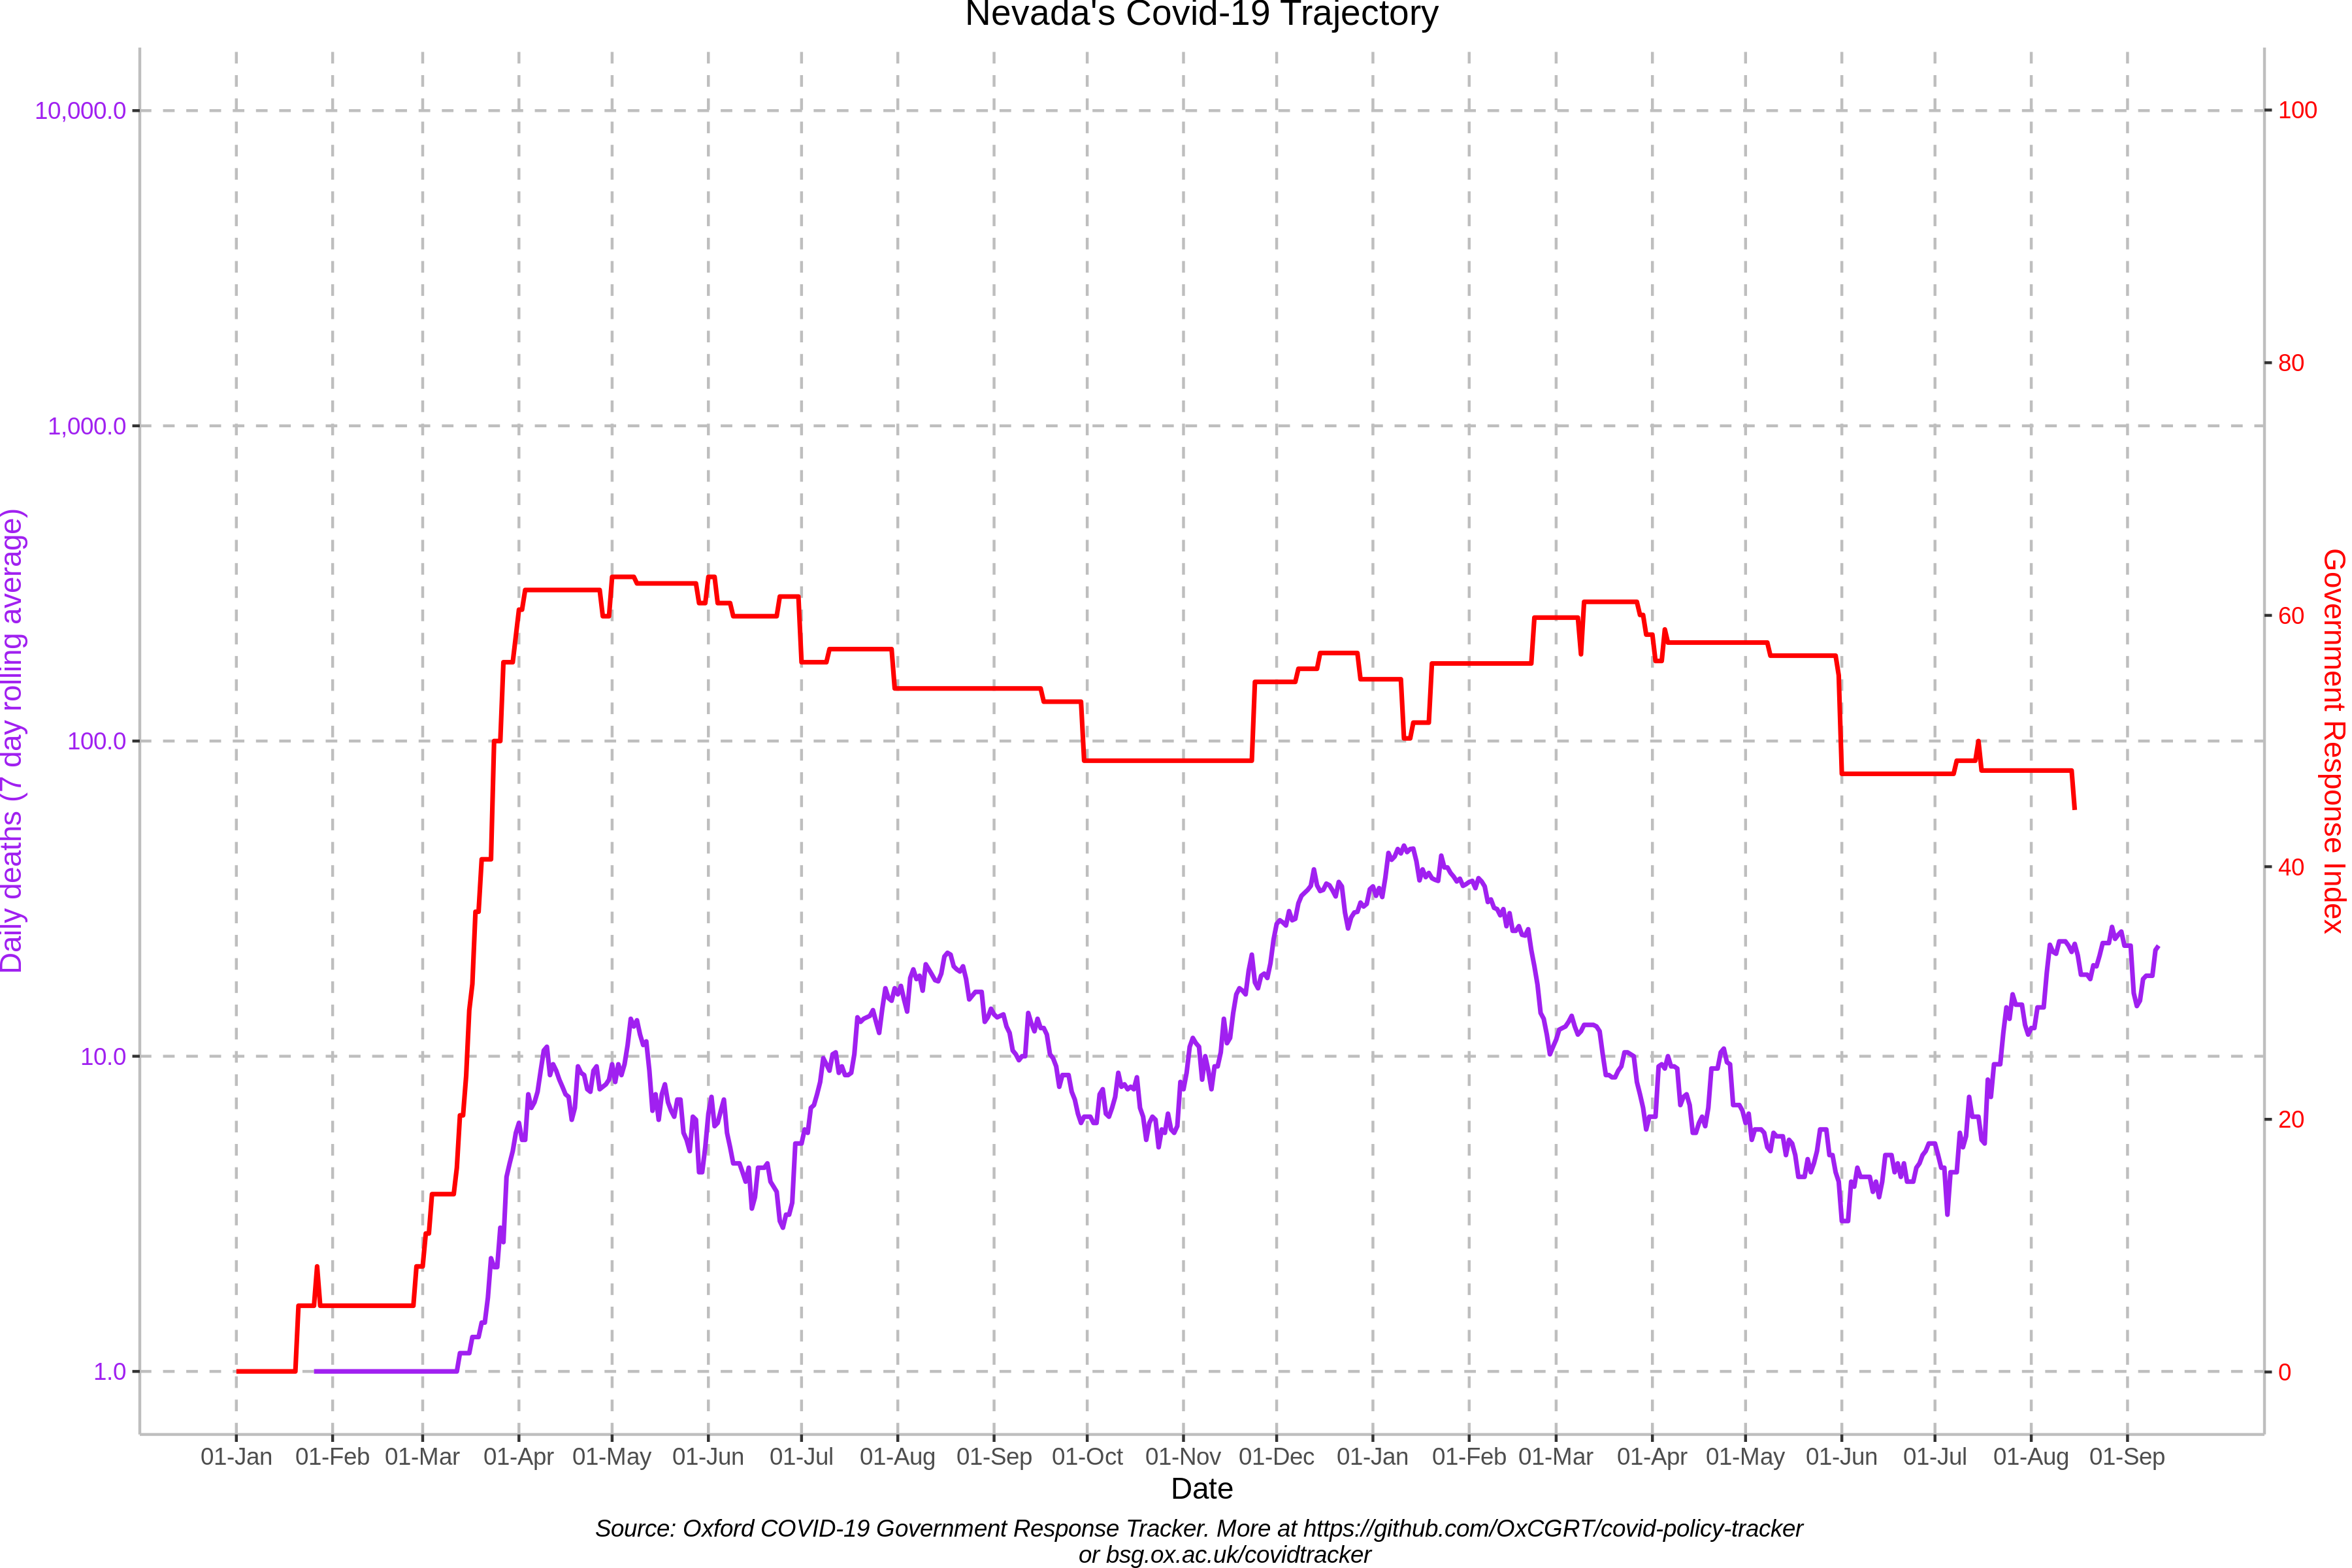 Nevada's Covid-19 Trajectory
10,000.0
1,000.0
100.0
10.0
1.0
Daily deaths (7 day rolling average)
100
80
60
40
20
0
Government Response Index
01-Jan 01-Feb 01-Mar 01-Apr 01-May 01-Jun 01-Jul 01-Aug 01-Sep 01-Oct 01-Nov 01-Dec 01-Jan 01-Feb 01-Mar 01-Apr 01-May 01-Jun 01-Jul 01-Aug 01-Sep
Date
Source: Oxford COVID-19 Government Response Tracker. More at https://github.com/OxCGRT/covid-policy-tracker
or bsg.ox.ac.uk/covidtracker